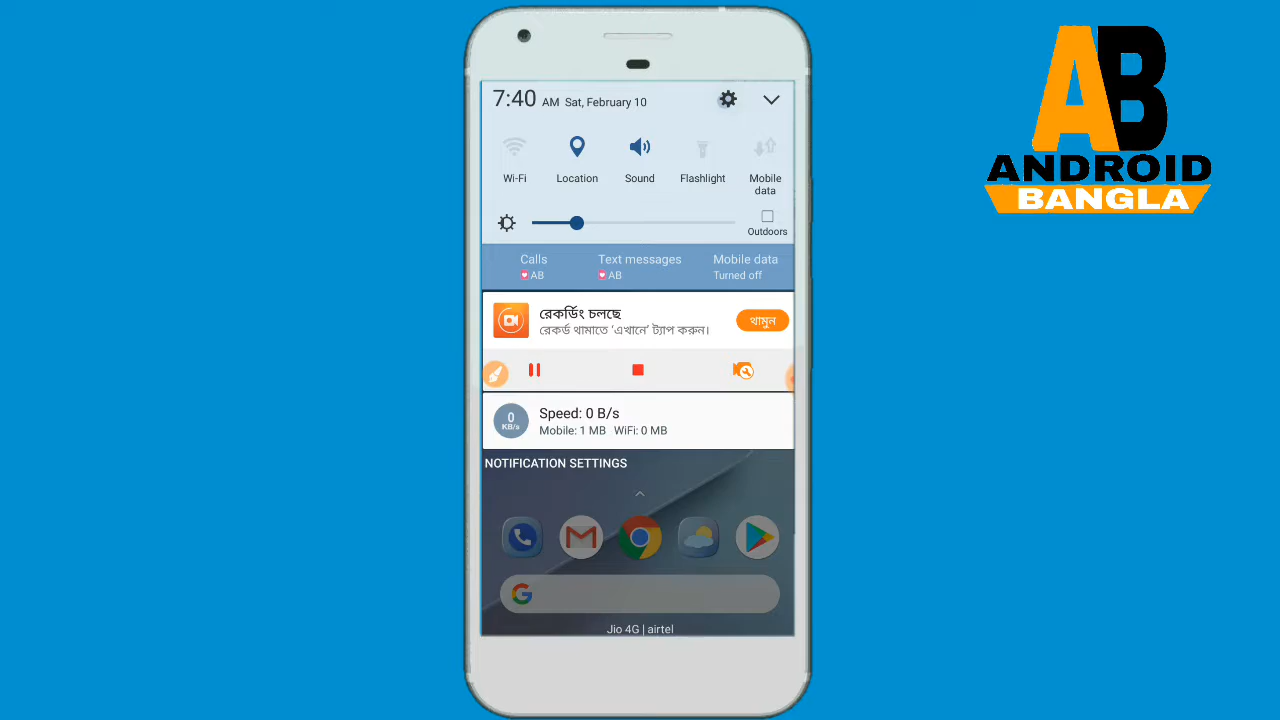 AB
ANDROID
BANGLA
7:40 AM Sat, February 10
Wi-Fi
Location
Sound
Flashlight
Mobile
data
Outdoors
Calls
AB
Text messages
AB
Mobile data
Turned off
রেকর্ডিং চলছে
রেকর্ড থামাতে ‘এখানে’ ট্যাপ করুন।
থামুন
0
KB/s
Speed: 0 B/s
Mobile: 1 MB WiFi: 0 MB
NOTIFICATION SETTINGS
Jio 4G | airtel